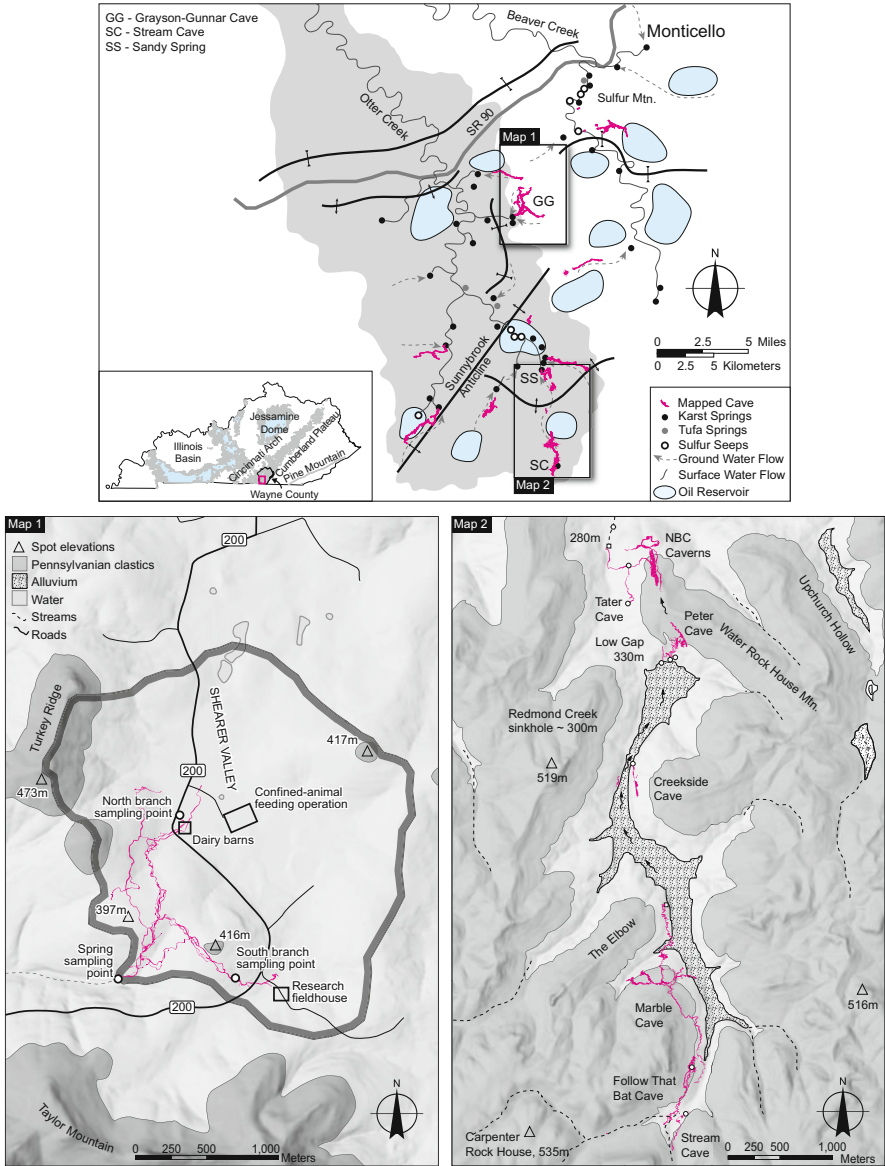 GG - Grayson-Gunnar Cave
SC - Stream Cave
SS - Sandy Spring
Beaver Creek
Monticello
Otter Creek
SR 90
Sulfur Mtn.
Map 1
GG
N
5
2.5
0
5 Miles
5
2.5
0
5 Kilometers
Sunnybrook
Anticline
SS
SC
Map 2
Mapped Cave
Karst Springs
Tufa Springs
Sulfur Seeps
Ground Water Flow
Surface Water Flow
Oil Reservoir
Jessamine
Dome
Illinois
Basin
Cincinnati Arch
Cumberland Plateau
Pine Mountain
Wayne County
Map 1
Spot elevations
Pennsylvanian clastics
Alluvium
Water
Streams
Roads
200
Turkey Ridge
SHEARER VALLEY
417m
473m
200
North branch
sampling point
Confined-animal
feeding operation
Dairy barns
397m
416m
Spring
sampling
point
South branch
sampling point
Research
fieldhouse
200
Taylor Mountain
N
0 250 500 1,000
Meters
Map 2
280m
NBC
Caverns
Tater
Cave
Peter
Cave
Upchurch Hollow
Low Gap
330m
Water Rock House Mtn.
Redmond Creek
sinkhole ~ 300m
519m
Creekside
Cave
The Elbow
516m
Marble
Cave
Follow That
Bat Cave
N
Carpenter
Rock House, 535m
Stream
Cave
0 250 500 1,000
Meters